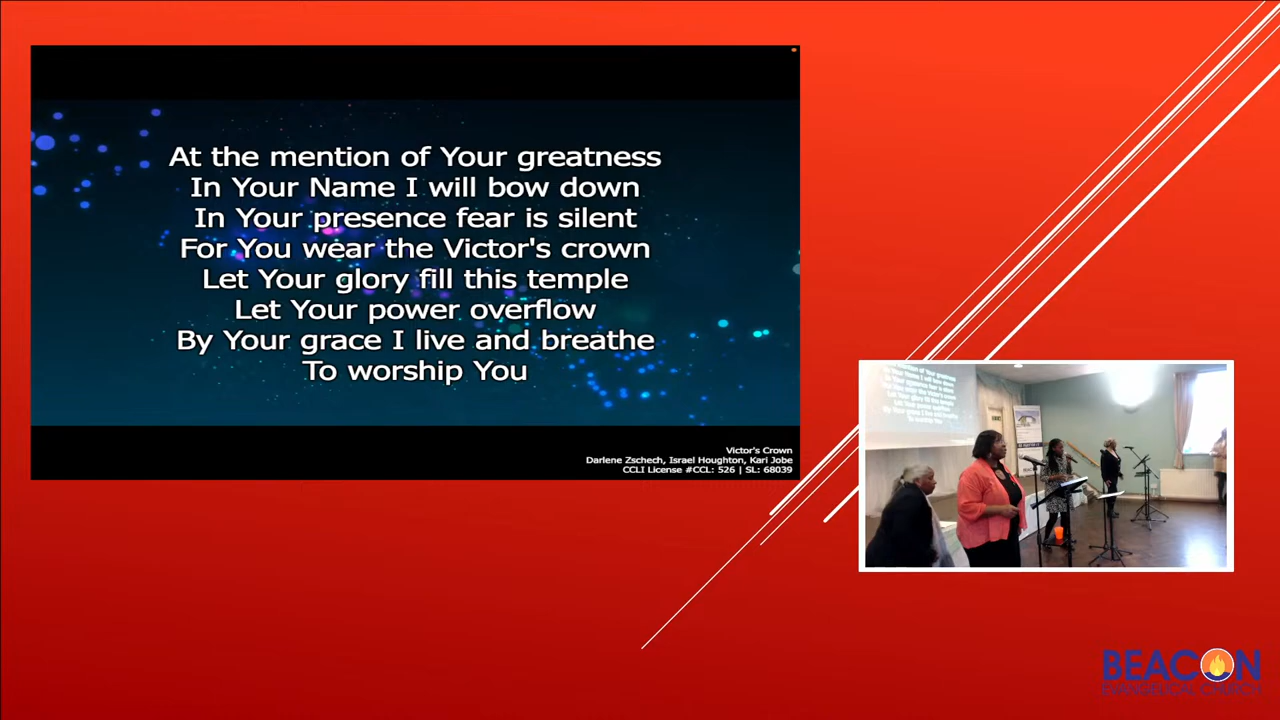 At the mention of Your greatness
In Your Name I will bow down
In Your presence fear is silent
For You wear the Victor's crown
Let Your glory fill this temple
Let Your power overflow
By Your grace I live and breathe
To worship You
Victor's Crown
Darlene Zschech, Israel Houghton, Kari Jobe
CCLI License #CCL: 526 | SL: 68039
BEACON
EVANGELICAL CHURCH